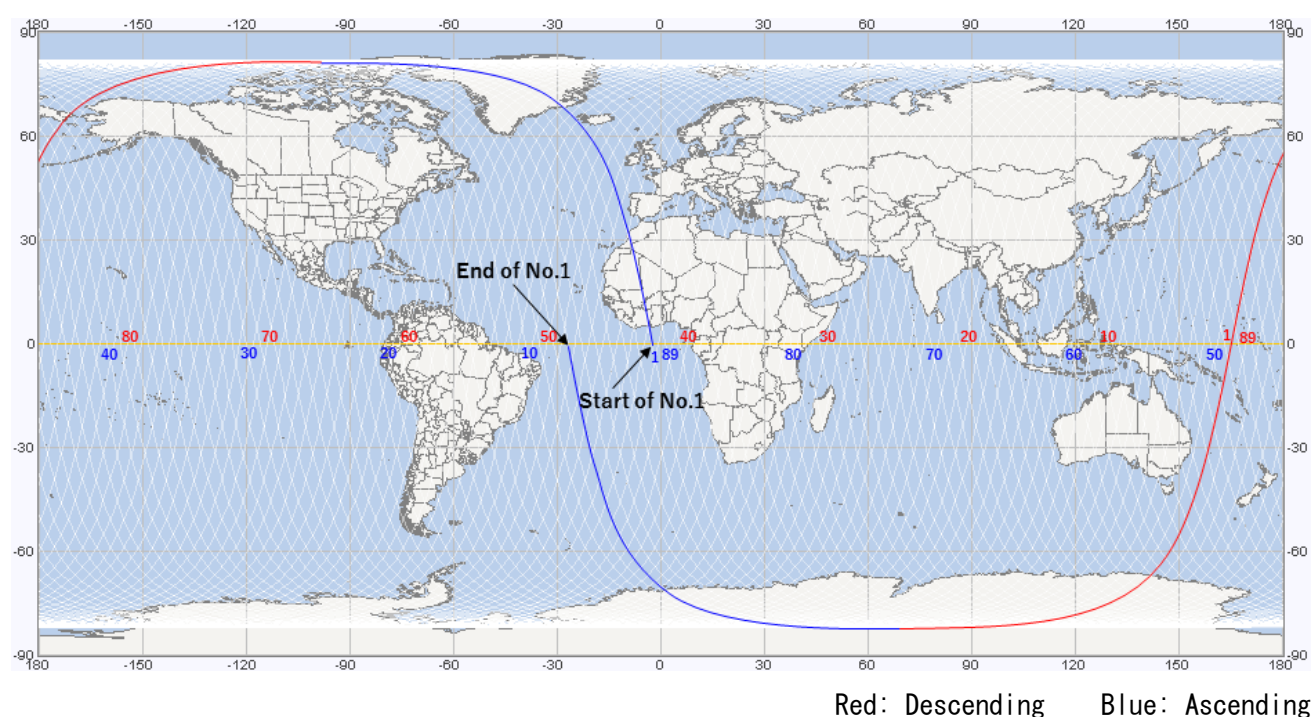 180 -150 -120 -90 -60 -30 0 30 60 90 120 150 180
90 90
60 60
30 30
End of No.1
80 70 60 50 40 30 20 10 1 89
0 0
40 30 20 10 1 89 80 70 60 50
Start of No.1
-30 -30
-60 -60
-90 -90
180 -150 -120 -90 -60 -30 0 30 60 90 120 150 180
Red: Descending Blue: Ascending